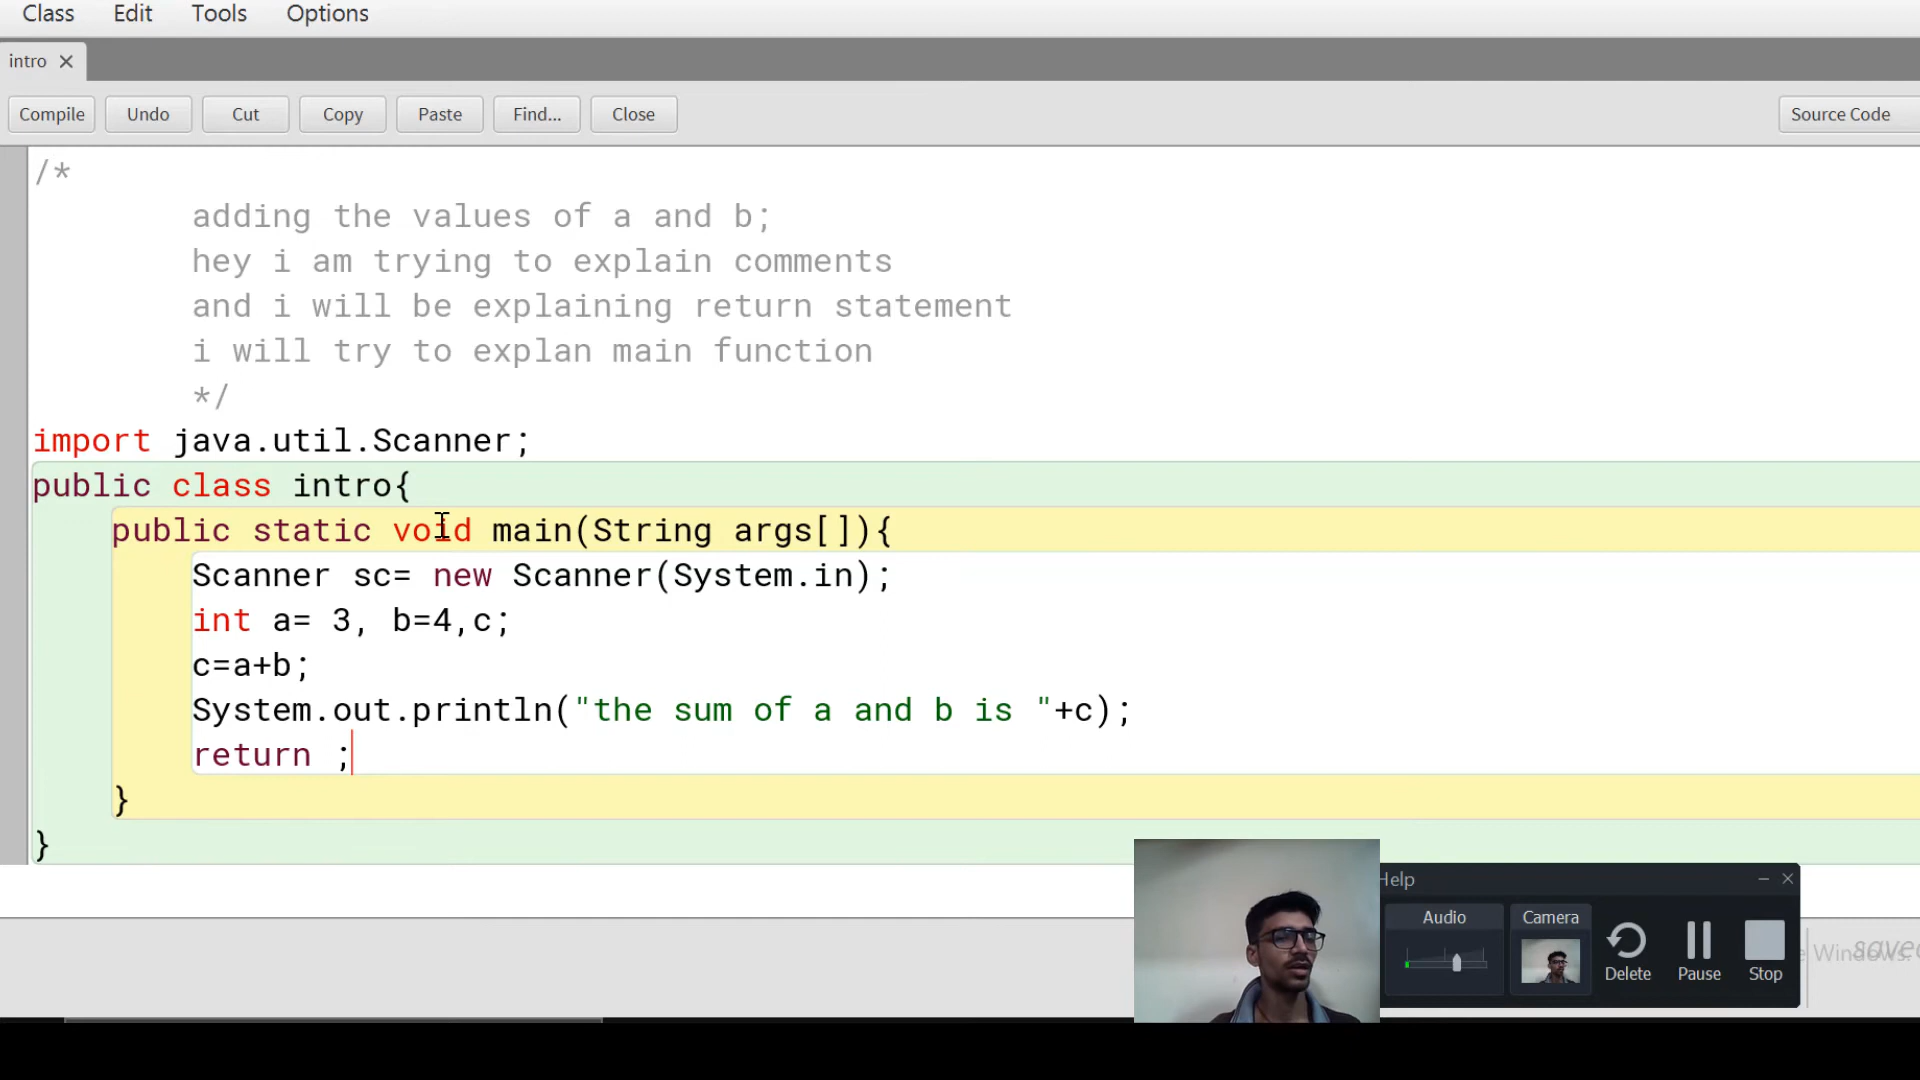 Class Edit Tools Options
intro
Compile Undo Cut Copy Paste Find... Close Source Code
/*
adding the values of a and b;
hey i am trying to explain comments
and i will be explaining return statement
i will try to explan main function
*/
import java.util.Scanner;
public class intro{
public static void main(String args[]){
Scanner sc= new Scanner(System.in);
int a= 3, b=4,c;
c=a+b;
System.out.println("the sum of a and b is "+c);
return ;
}
}
Help
Audio Camera
Delete Pause Stop
Windows.